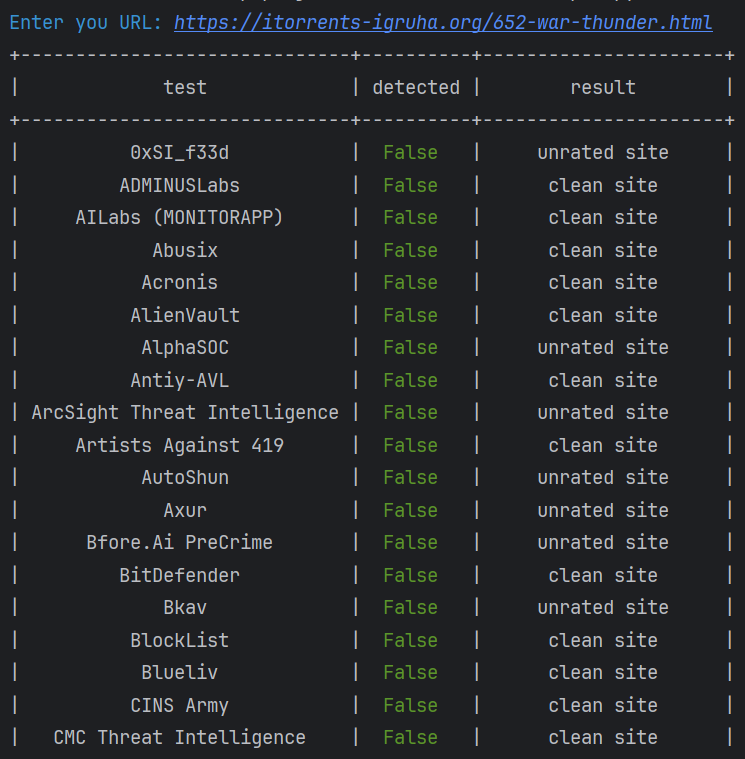 Enter you URL: https://itorrents-igruha.org/652-war-thunder.html
+------------------------------+----------+----------------------+
| test | detected | result |
+------------------------------+----------+----------------------+
| 0xSI_f33d | False | unrated site |
| ADMINUSLabs | False | clean site |
| AILabs (MONITORAPP) | False | clean site |
| Abusix | False | clean site |
| Acronis | False | clean site |
| AlienVault | False | clean site |
| AlphaSOC | False | unrated site |
| Antiy-AVL | False | clean site |
| ArcSight Threat Intelligence | False | unrated site |
| Artists Against 419 | False | clean site |
| AutoShun | False | unrated site |
| Axur | False | unrated site |
| Bfore.Ai PreCrime | False | unrated site |
| BitDefender | False | clean site |
| Bkav | False | unrated site |
| BlockList | False | clean site |
| Blueliv | False | clean site |
| CINS Army | False | clean site |
| CMC Threat Intelligence | False | clean site |